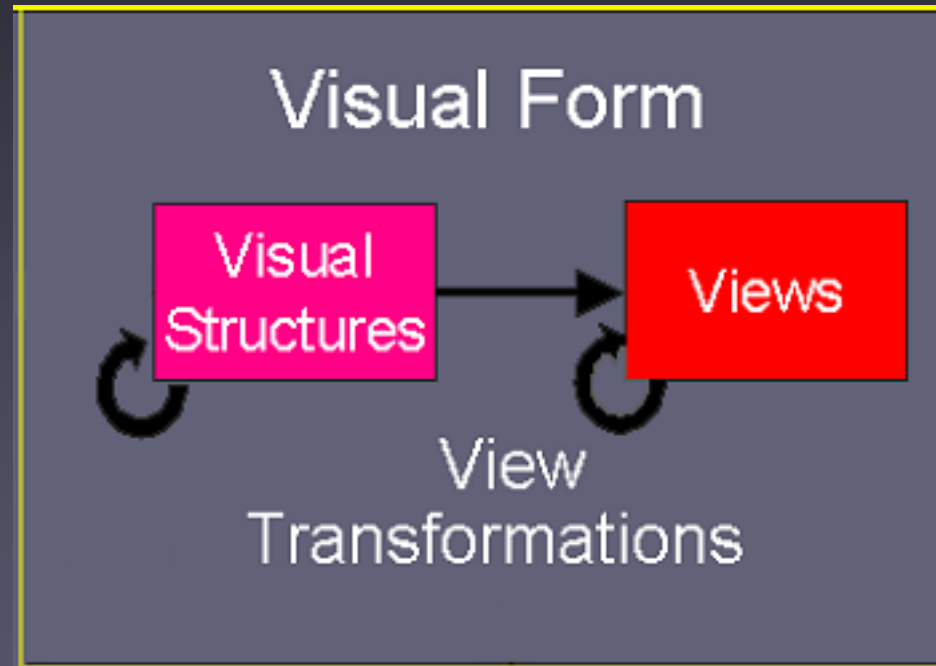 Visual Form
Visual
Structures
Views
View
Transformations